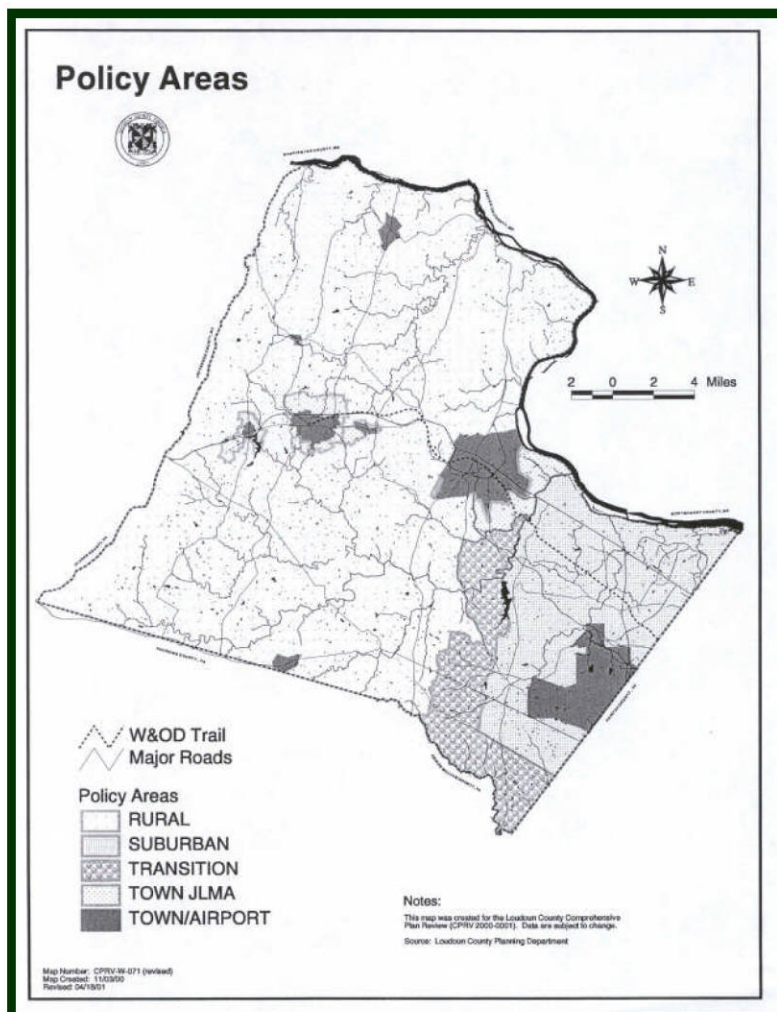 Policy Areas
N
W E
S
2 0 2 4 Miles
W&OD Trail
Major Roads
Policy Areas
RURAL
SUBURBAN
TRANSITION
TOWN JLMA
TOWN/AIRPORT
Notes:
This map was created for the Loudoun County Comprehensive
Plan Review (CPRV 2000-0001). Data are subject to change.
Source: Loudoun County Planning Department
Map Number: CPRV-W-071 (revised)
Map Created: 11/03/00
Revised: 04/18/01